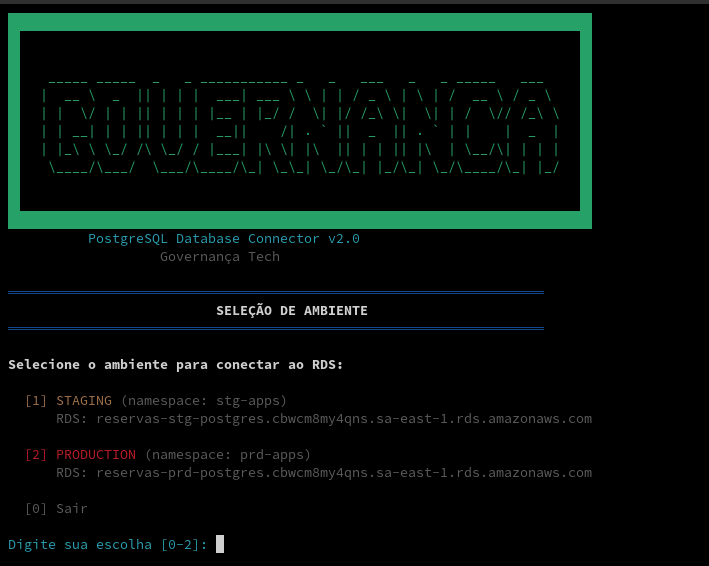 GOVERNANCA
PostgreSQL Database Connector v2.0
Governança Tech
SELEÇÃO DE AMBIENTE
Selecione o ambiente para conectar ao RDS:
[1] STAGING (namespace: stg-apps)
RDS: reservas-stg-postgres.cbwcm8my4qns.sa-east-1.rds.amazonaws.com
[2] PRODUCTION (namespace: prd-apps)
RDS: reservas-prd-postgres.cbwcm8my4qns.sa-east-1.rds.amazonaws.com
[0] Sair
Digite sua escolha [0-2]: